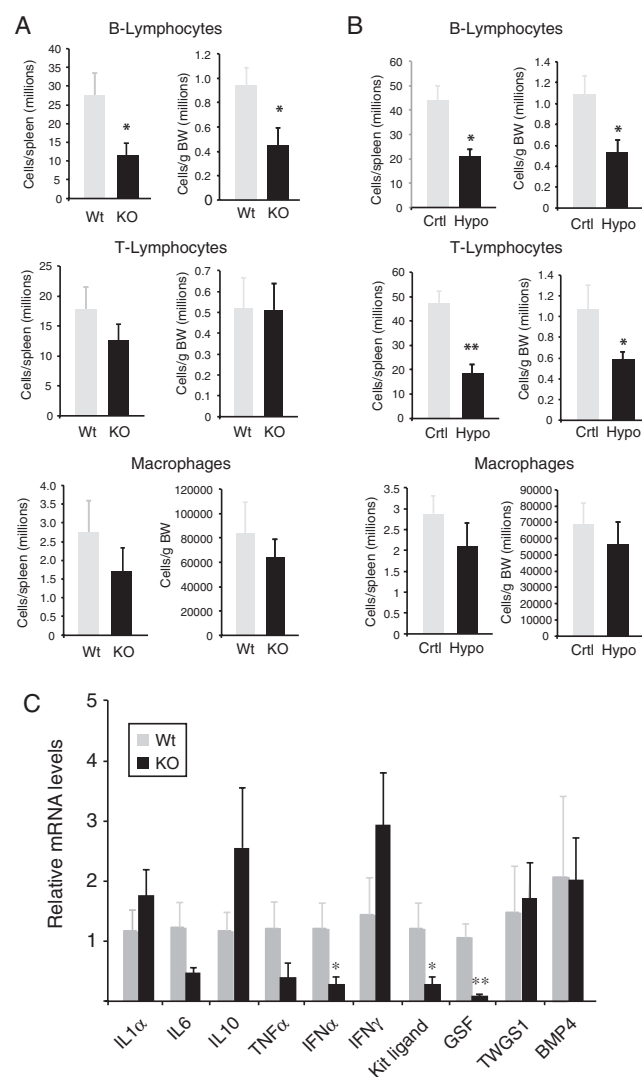 A
B
B-Lymphocytes
B-Lymphocytes
Cells/spleen (millions)
40
35
30
25
20
15
10
5
0
*
Wt KO
Cells/g BW (millions)
1.2
1.0
0.8
0.6
0.4
0.2
0
*
Wt KO
Cells/spleen (millions)
60
50
40
30
20
10
0
*
Crtl Hypo
Cells/g BW (millions)
1.4
1.2
1
0.8
0.6
0.4
0.2
0
*
Crtl Hypo
T-Lymphocytes
T-Lymphocytes
Cells/spleen (millions)
25
20
15
10
5
0
Wt KO
Cells/g BW (millions)
0.7
0.6
0.5
0.4
0.3
0.2
0.1
0
Wt KO
Cells/spleen (millions)
60
50
40
30
20
10
0
**
Crtl Hypo
Cells/g BW (millions)
1.4
1.2
1.0
0.8
0.6
0.4
0.2
0
*
Crtl Hypo
Macrophages
Macrophages
Cells/spleen (millions)
4.0
3.5
3.0
2.5
2.0
1.5
1.0
0.5
0
Wt KO
Cells/g BW
120000
100000
80000
60000
40000
20000
0
Wt KO
Cells/spleen (millions)
3.5
3
2.5
2
1.5
1
0.5
0
Crtl Hypo
Cells/g BW (millions)
90000
80000
70000
60000
50000
40000
30000
20000
10000
0
Crtl Hypo
C
Relative mRNA levels
5
4
3
2
1
Wt
KO
*
*
**
IL1α
IL6
IL10
TNFα
IFNα
IFNγ
Kit ligand
GSF
TWGS1
BMP4